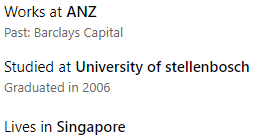 Works at ANZ
Past: Barclays Capital
Studied at University of stellenbosch
Graduated in 2006
Lives in Singapore